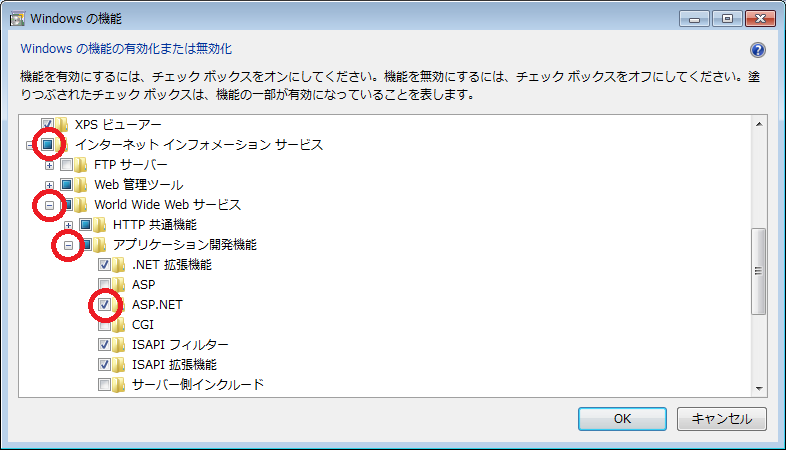 Windows の機能
Windows の機能の有効化または無効化
機能を有効にするには、チェック ボックスをオンにしてください。機能を無効にするには、チェック ボックスをオフにしてください。塗
りつぶされたチェック ボックスは、機能の一部が有効になっていることを表します。
XPS ビューアー
インターネット インフォメーション サービス
FTP サーバー
Web 管理ツール
World Wide Web サービス
HTTP 共通機能
アプリケーション開発機能
.NET 拡張機能
ASP
ASP.NET
CGI
ISAPI フィルター
ISAPI 拡張機能
サーバー側インクルード
OK
キャンセル